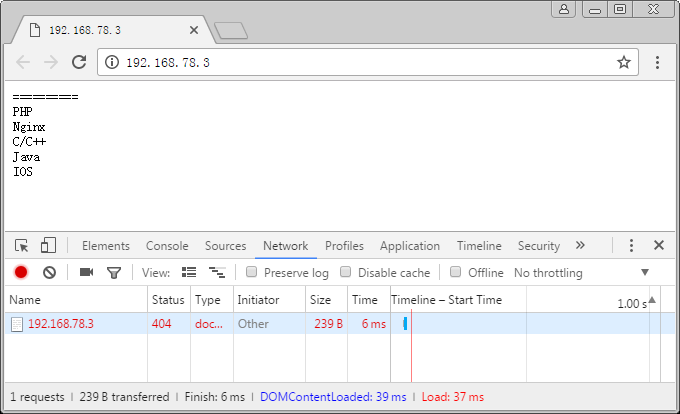 192.168.78.3
192.168.78.3
==========
PHP
Nginx
C/C++
Java
IOS
Elements Console Sources Network Profiles Application Timeline Security »
View: Preserve log Disable cache Offline No throttling
Name Status Type Initiator Size Time Timeline – Start Time 1.00 s
192.168.78.3 404 doc... Other 239 B 6 ms
1 requests | 239 B transferred | Finish: 6 ms | DOMContentLoaded: 39 ms | Load: 37 ms